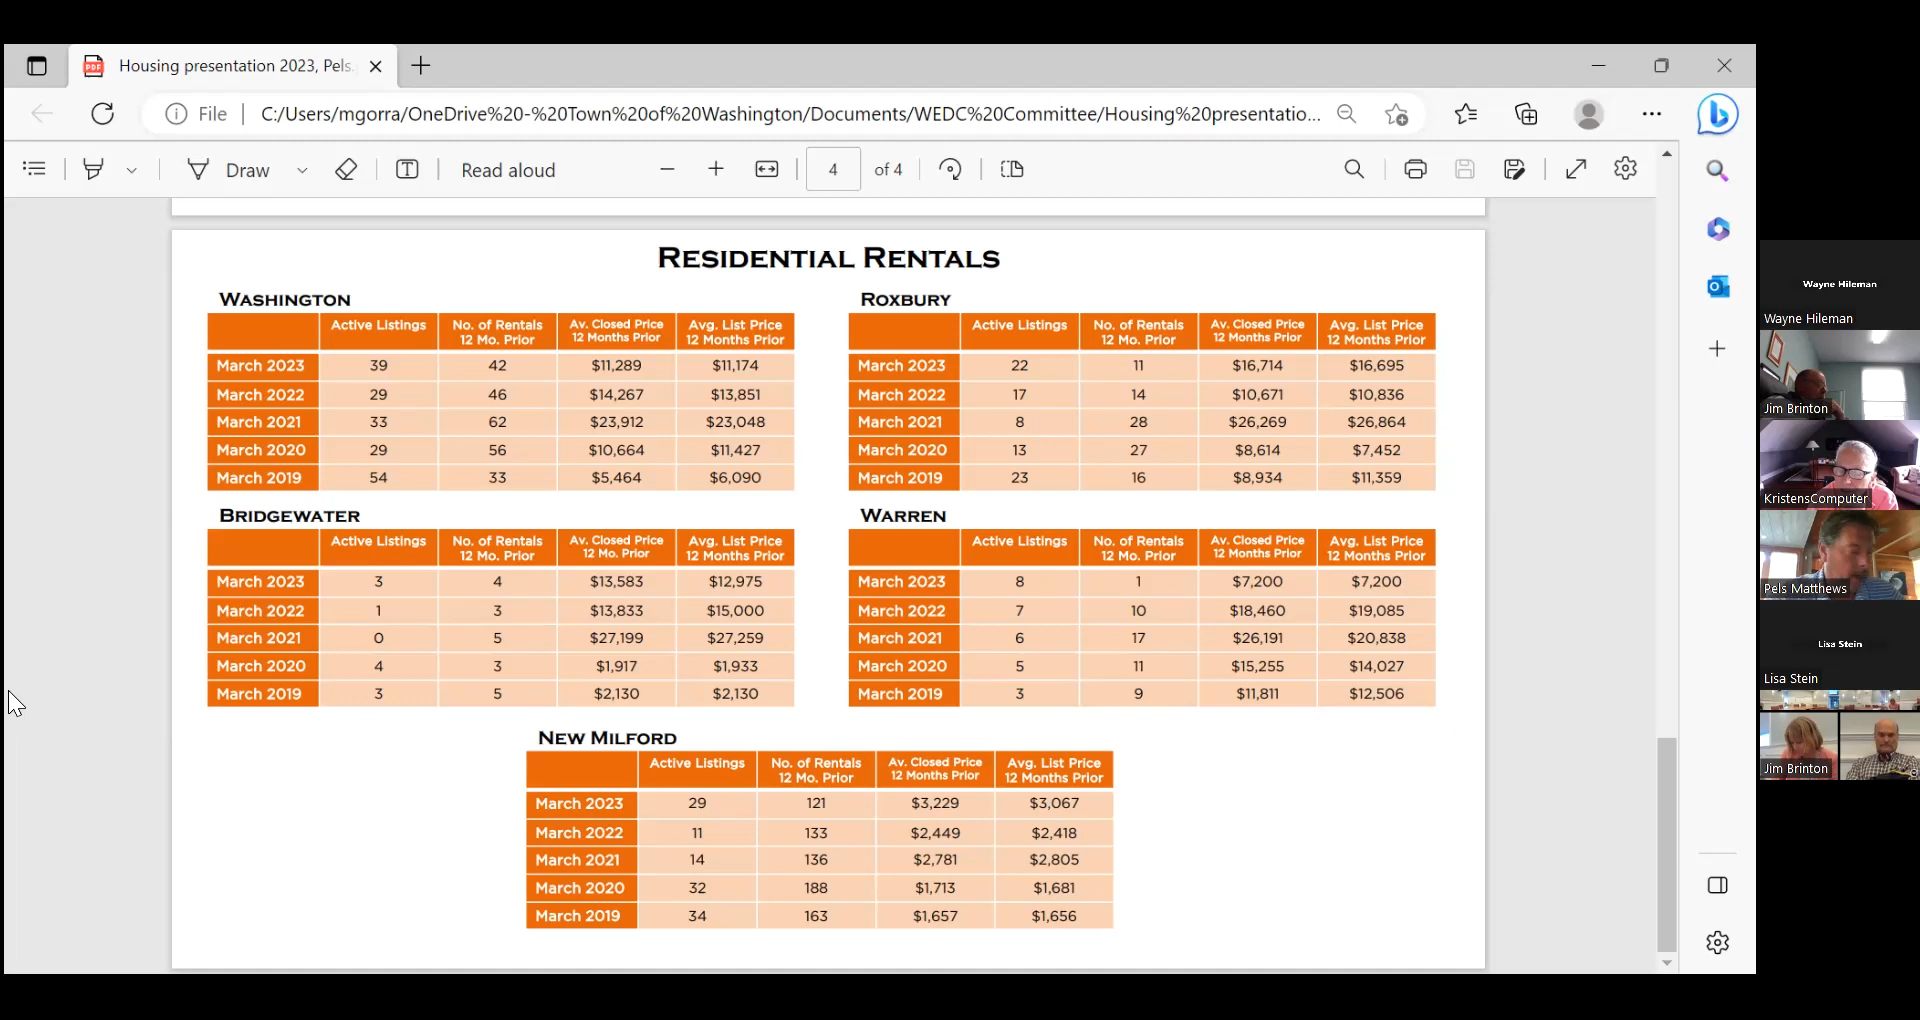 Housing presentation 2023, Pels.
File
C:/Users/mgorra/OneDrive%20-%20Town%20of%20Washington/Documents/WEDC%20Committee/Housing%20presentatio...
Draw
Read aloud
4 of 4
RESIDENTIAL RENTALS
WASHINGTON
Active Listings No. of Rentals 12 Mo. Prior Av. Closed Price 12 Months Prior Avg. List Price 12 Months Prior
March 2023 39 42 $11,289 $11,174
March 2022 29 46 $14,267 $13,851
March 2021 33 62 $23,912 $23,048
March 2020 29 56 $10,664 $11,427
March 2019 54 33 $5,464 $6,090
ROXBURY
Active Listings No. of Rentals 12 Mo. Prior Av. Closed Price 12 Months Prior Avg. List Price 12 Months Prior
March 2023 22 11 $16,714 $16,695
March 2022 17 14 $10,671 $10,836
March 2021 8 28 $26,269 $26,864
March 2020 13 27 $8,614 $7,452
March 2019 23 16 $8,934 $11,359
BRIDGEWATER
Active Listings No. of Rentals 12 Mo. Prior Av. Closed Price 12 Mo. Prior Avg. List Price 12 Months Prior
March 2023 3 4 $13,583 $12,975
March 2022 1 3 $13,833 $15,000
March 2021 0 5 $27,199 $27,259
March 2020 4 3 $1,917 $1,933
March 2019 3 5 $2,130 $2,130
WARREN
Active Listings No. of Rentals 12 Mo. Prior Av. Closed Price 12 Months Prior Avg. List Price 12 Months Prior
March 2023 8 1 $7,200 $7,200
March 2022 7 10 $18,460 $19,085
March 2021 6 17 $26,191 $20,838
March 2020 5 11 $15,255 $14,027
March 2019 3 9 $11,811 $12,506
NEW MILFORD
Active Listings No. of Rentals 12 Mo. Prior Av. Closed Price 12 Months Prior Avg. List Price 12 Months Prior
March 2023 29 121 $3,229 $3,067
March 2022 11 133 $2,449 $2,418
March 2021 14 136 $2,781 $2,805
March 2020 32 188 $1,713 $1,681
March 2019 34 163 $1,657 $1,656
Wayne Hileman
Wayne Hileman
Jim Brinton
KristensComputer
Pels Matthews
Lisa Stein
Lisa Stein
Jim Brinton